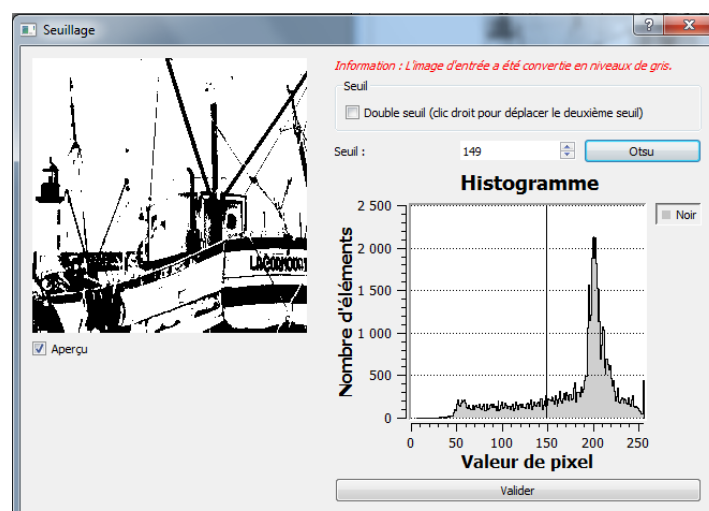 Seuillage
Information : L'image d'entrée a été convertie en niveaux de gris.
Seuil
Double seuil (clic droit pour déplacer le deuxième seuil)
Seuil :
149
Otsu
Histogramme
Noir
Nombre d'éléments
2 500
2 000
1 500
1 000
500
0
0 50 100 150 200 250
Valeur de pixel
Aperçu
Valider